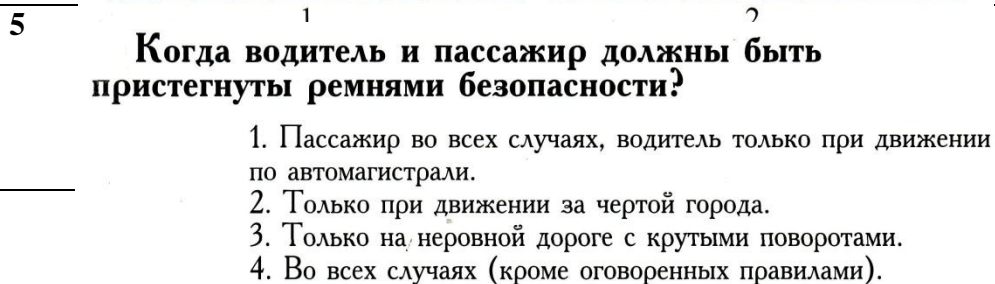 1 2
5
Когда водитель и пассажир должны быть
пристегнуты ремнями безопасности?
1. Пассажир во всех случаях, водитель только при движении
по автомагистрали.
2. Только при движении за чертой города.
3. Только на неровной дороге с крутыми поворотами.
4. Во всех случаях (кроме оговоренных правилами).